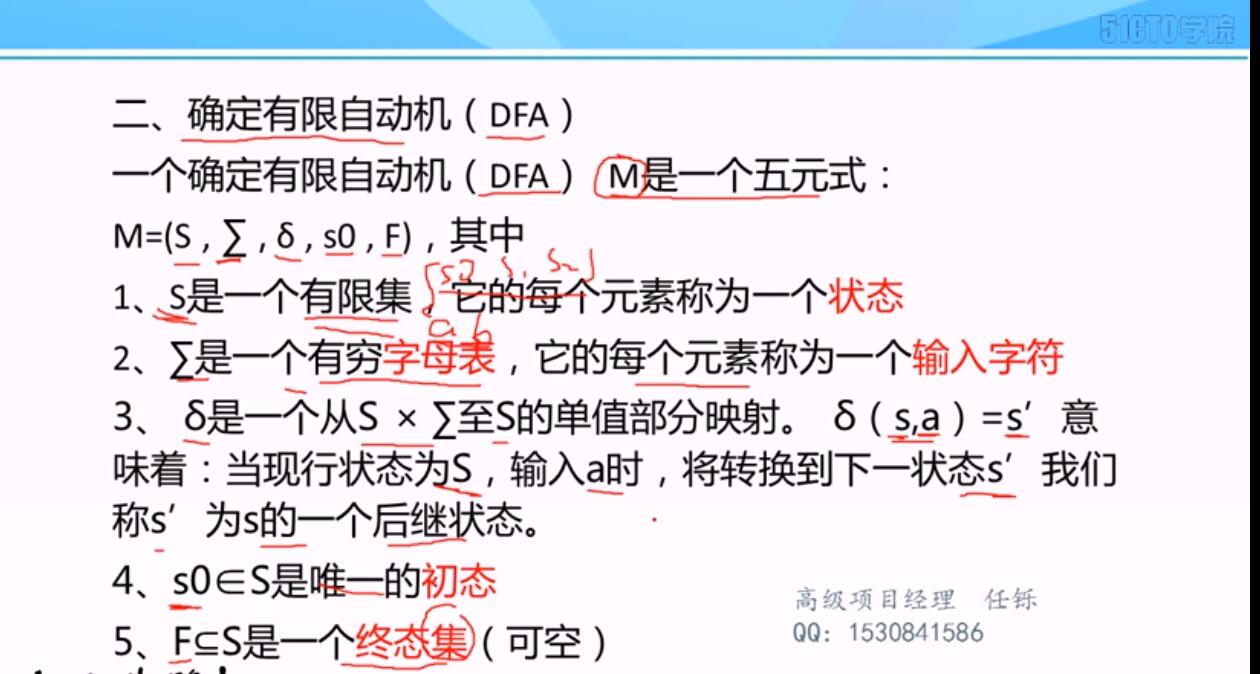 51CTO学院
二、确定有限自动机（DFA）
一个确定有限自动机（DFA） M是一个五元式：
M=(S , ∑ , δ , s0 , F)，其中
{s0 s1 s2}
1、S是一个有限集，它的每个元素称为一个状态
a b
2、∑是一个有穷字母表，它的每个元素称为一个输入字符
3、 δ是一个从S × ∑至S的单值部分映射。 δ（s,a）=s′ 意
味着：当现行状态为S，输入a时，将转换到下一状态s′ 我们
称s′ 为s的一个后继状态。
4、s0∈S是唯一的初态
高级项目经理 任铄
QQ：1530841586
5、F⊆S是一个终态集（可空）